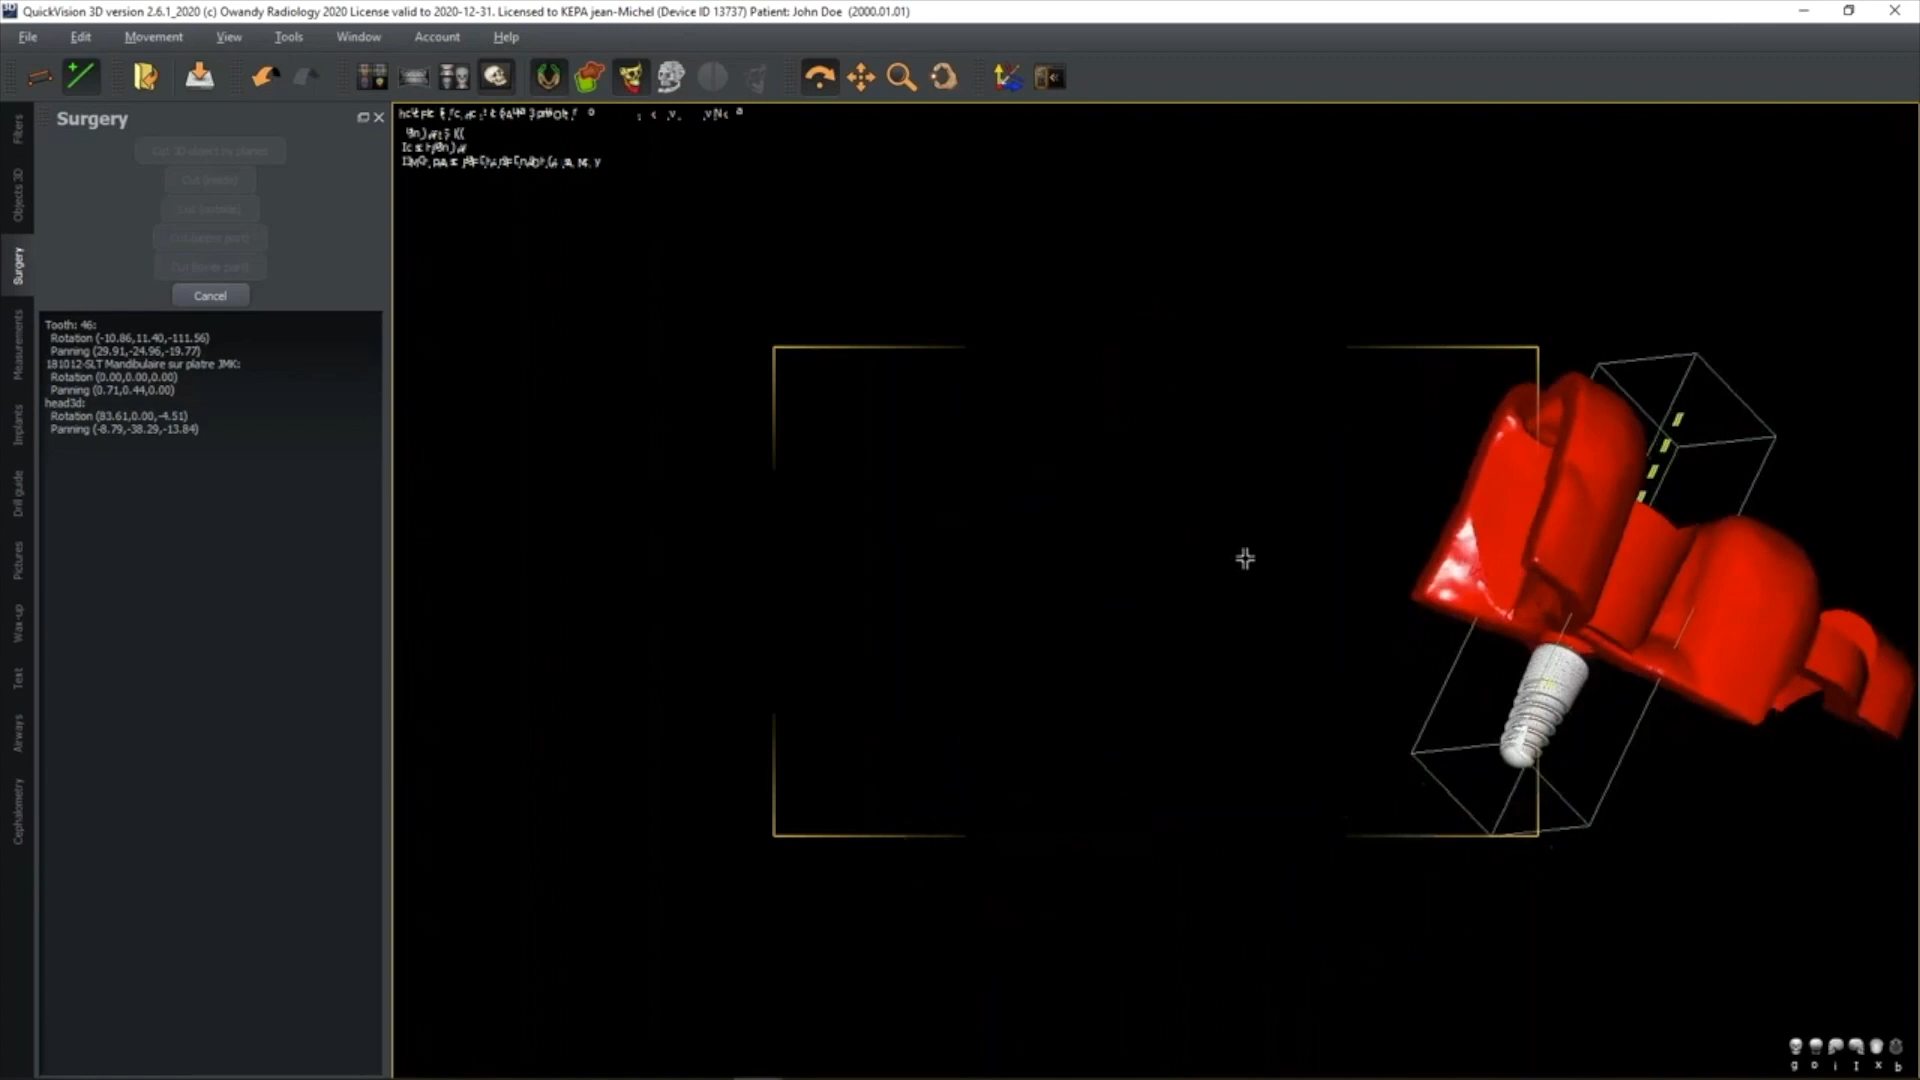 QuickVision 3D version 2.6.1_2020 (c) Owandy Radiology 2020 License valid to 2020-12-31. Licensed to KEPA jean-Michel (Device ID 13737) Patient: John Doe (2000.01.01)
File Edit Movement View Tools Window Account Help
Surgery
Cut 3D object by planes
Cancel
Tooth: 46:
Rotation (-10.86,11.40,-111.56)
Panning (29.91,-24.96,-19.77)
181012-SLT Mandibulaire sur platre JMK:
Rotation (0.00,0.00,0.00)
Panning (0.71,0.44,0.00)
head3d:
Rotation (83.61,0.00,-4.51)
Panning (-8.79,-38.29,-13.84)
Filters
Objects 3D
Surgery
Measurements
Implants
Drill guide
Pictures
Wax-up
Text
Airways
Cephalometry